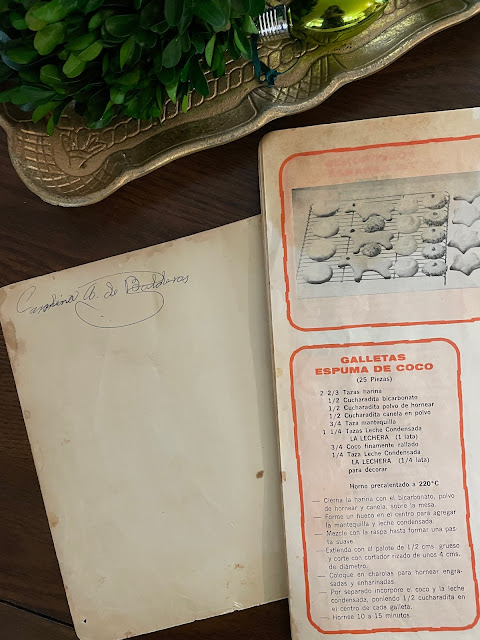 Carolina A. de Balderas
GALLETAS
ESPUMA DE COCO
(25 Piezas)
2 2/3 Tazas harina
1/2 Cucharadita bicarbonato
1/2 Cucharadita polvo de hornear
1/2 Cucharadita canela en polvo
3/4 Taza mantequilla
1 1/4 Tazas Leche Condensada
LA LECHERA (1 lata)
3/4 Coco finamente rallado
1/4 Taza Leche Condensada
LA LECHERA (1/4 lata)
para decorar
Horno precalentado a 220°C
— Cierna la harina con el bicarbonato, polvo
de hornear y canela, sobre la mesa.
— Forme un hueco en el centro para agregar
la mantequilla y leche condensada.
— Mezcle con la raspa hasta formar una pas
ta suave.
— Extienda con el palote de 1/2 cms. grueso
y corte con cortador rizado de unos 4 cms.
de diámetro.
— Coloque en charolas para hornear engra-
sadas y enharinadas.
— Por separado incorpore el coco y la leche
condensada, poniendo 1/2 cucharadita en
el centro de cada galleta.
— Hornee 10 a 15 minutos.